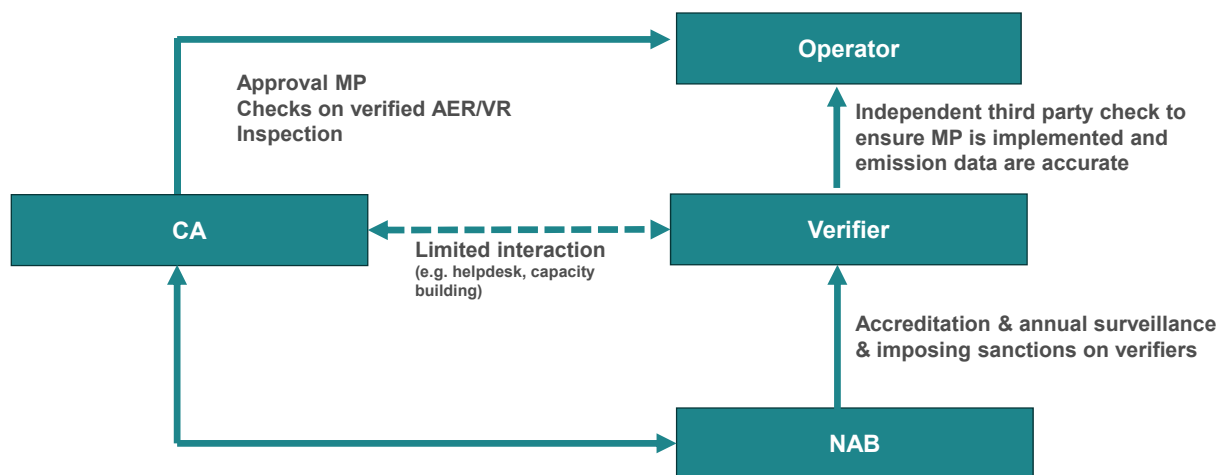 Operator
Approval MP
Checks on verified AER/VR
Inspection
Independent third party check to
ensure MP is implemented and
emission data are accurate
CA
Limited interaction
(e.g. helpdesk, capacity
building)
Verifier
Accreditation & annual surveillance
& imposing sanctions on verifiers
NAB